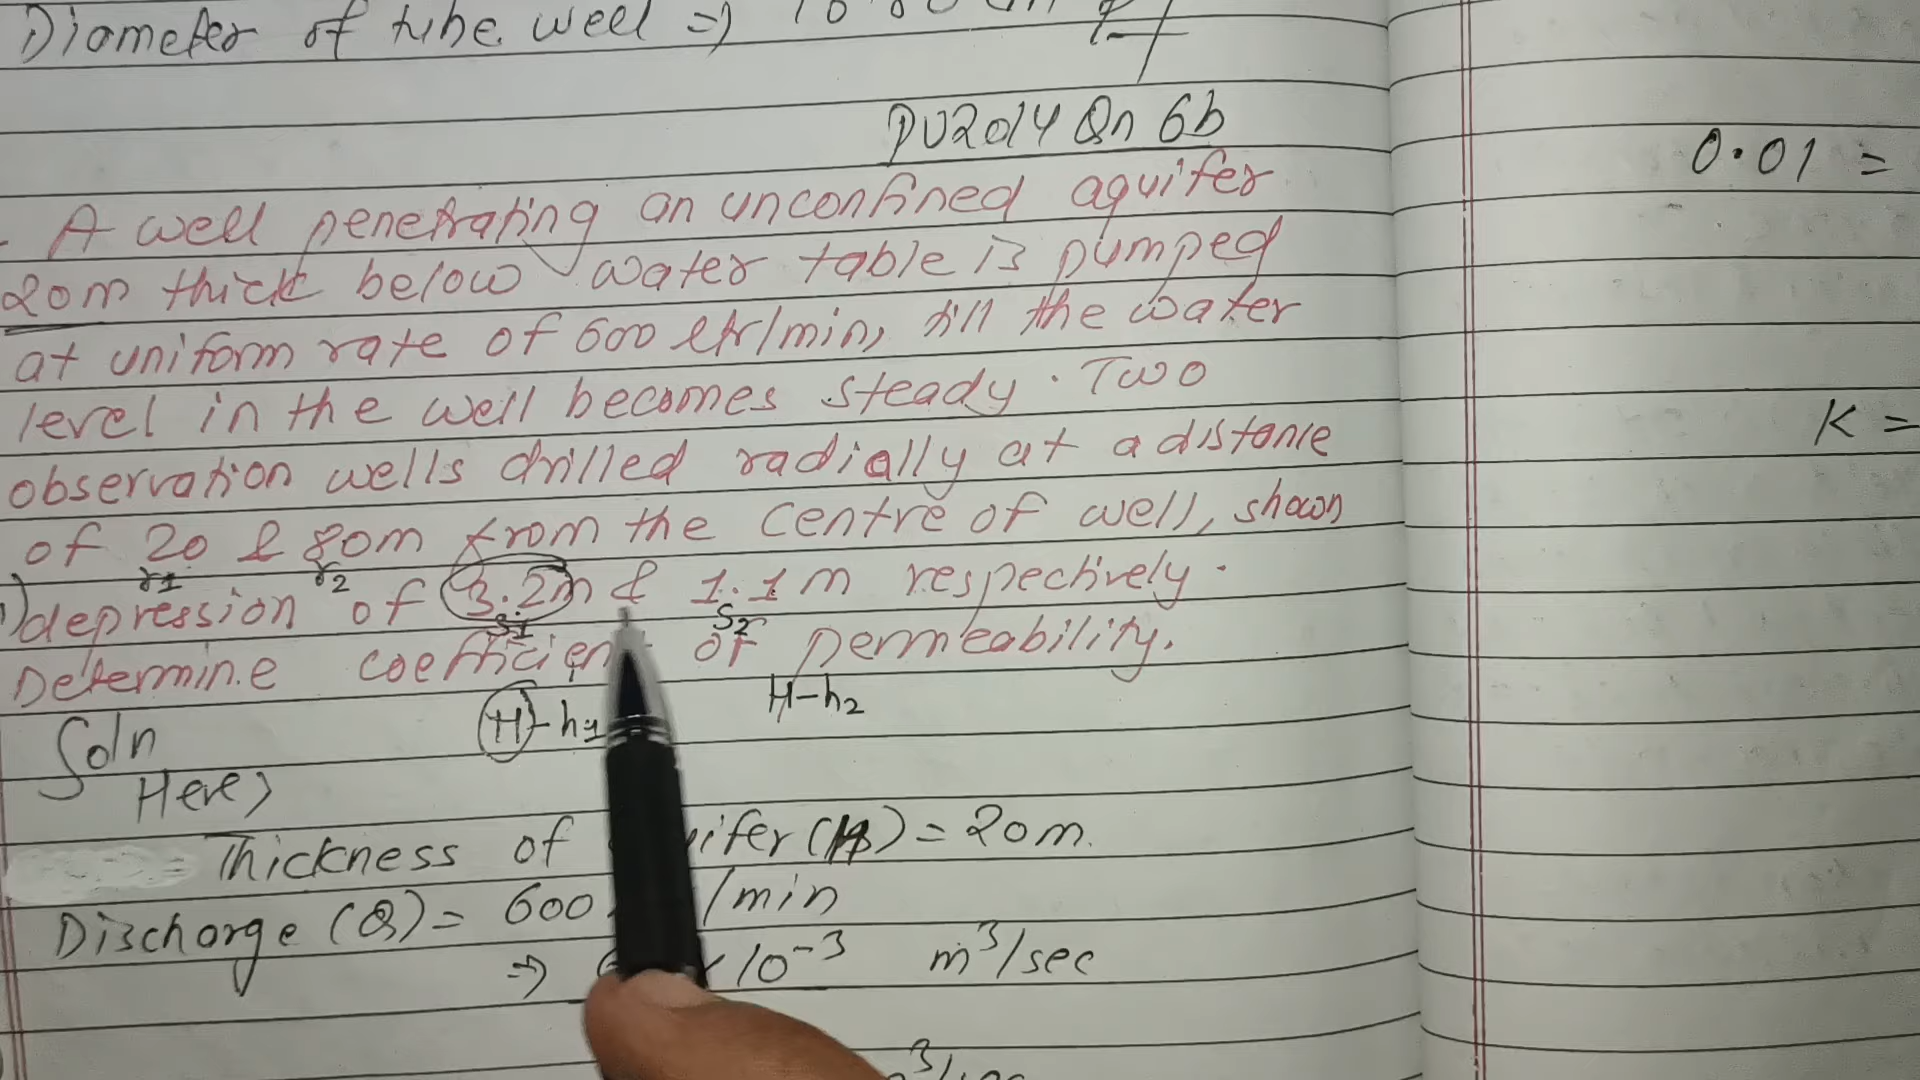 Diameter of tube well =>
PU2014 Qn 6b
0.01 =
A well penetrating an unconfined aquifer
20m thick below water table is pumped
at uniform rate of 600 ltr/min, till the water
level in the well becomes steady. Two
K =
observation wells drilled radially at a distance
of 20 & 80m from the centre of well, shown
r1 r2
depression of 3.2m & 1.1m respectively.
S1 S2
Determine coefficient of permeability.
H-h1 H-h2
Soln
Here,
Thickness of (H) = 20m.
Discharge (Q) = 600 /min
=> 10-3 m3/sec